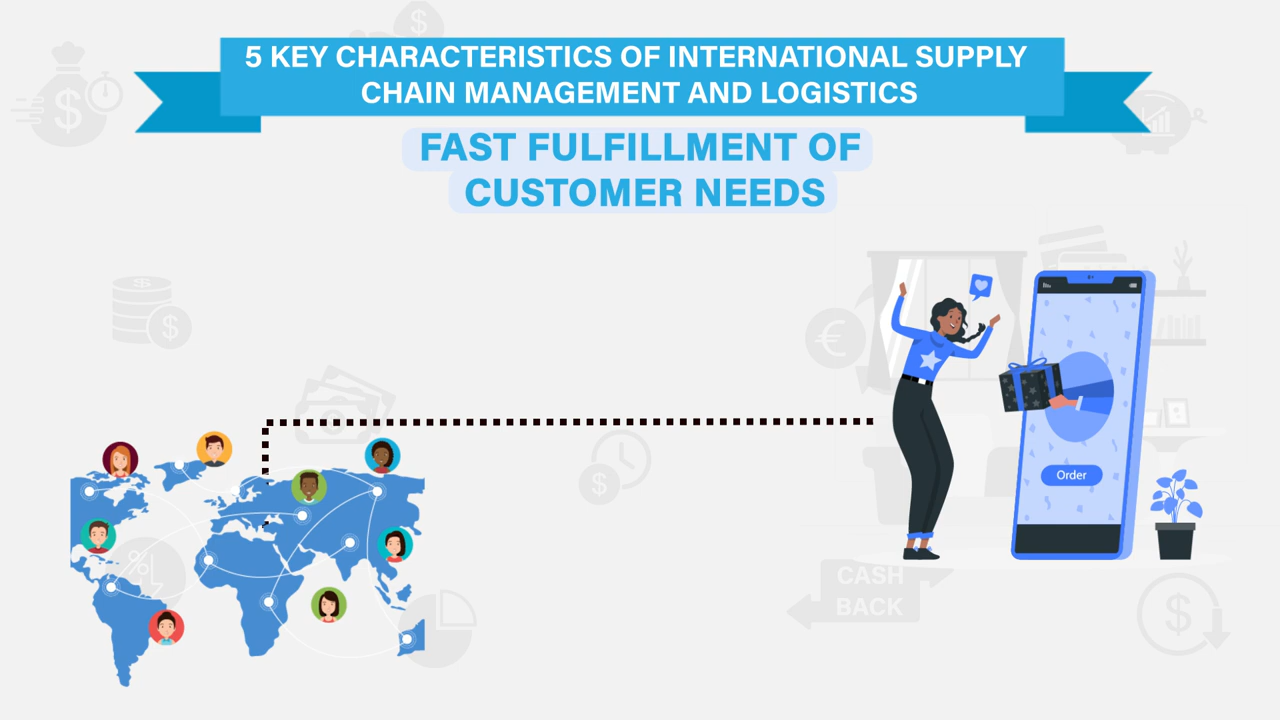 5 KEY CHARACTERISTICS OF INTERNATIONAL SUPPLY
CHAIN MANAGEMENT AND LOGISTICS
FAST FULFILLMENT OF
CUSTOMER NEEDS
Order
CASH
BACK